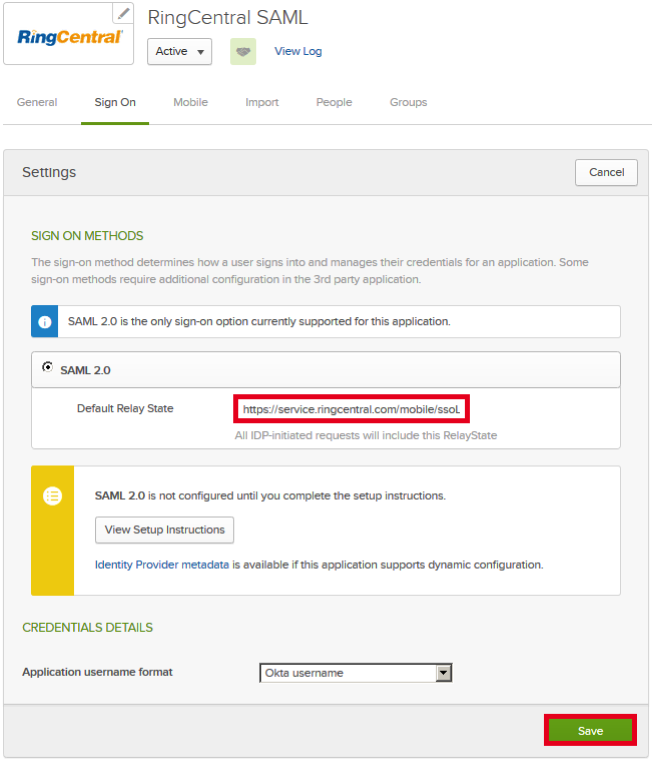 RingCentral
RingCentral SAML
Active
View Log
General Sign On Mobile Import People Groups
Settings
Cancel
SIGN ON METHODS
The sign-on method determines how a user signs into and manages their credentials for an application. Some
sign-on methods require additional configuration in the 3rd party application.
SAML 2.0 is the only sign-on option currently supported for this application.
SAML 2.0
Default Relay State
https://service.ringcentral.com/mobile/ssoL
All IDP-initiated requests will include this RelayState
SAML 2.0 is not configured until you complete the setup instructions.
View Setup Instructions
Identity Provider metadata is available if this application supports dynamic configuration.
CREDENTIALS DETAILS
Application username format
Okta username
Save